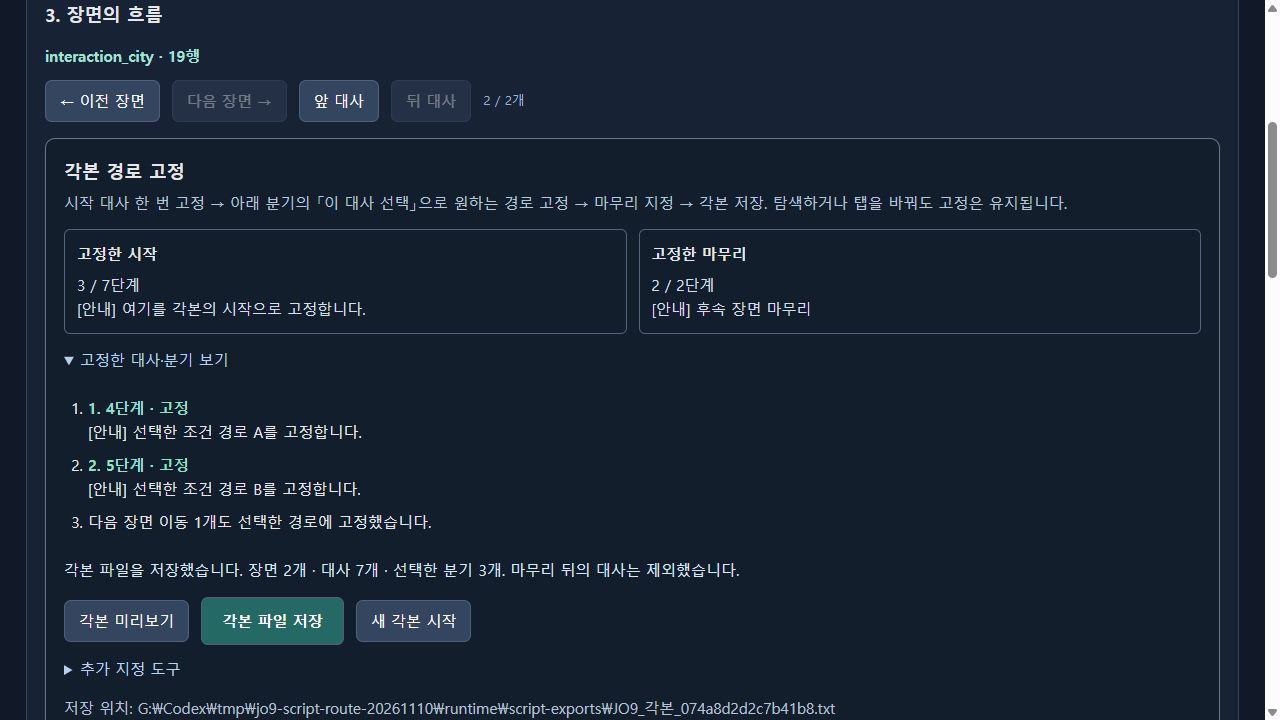 3. 장면의 흐름
interaction_city · 19행
← 이전 장면 다음 장면 → 앞 대사 뒤 대사 2 / 2개
각본 경로 고정
시작 대사 한 번 고정 → 아래 분기의 「이 대사 선택」으로 원하는 경로 고정 → 마무리 지정 → 각본 저장. 탐색하거나 탭을 바꿔도 고정은 유지됩니다.
고정한 시작
3 / 7단계
[안내] 여기를 각본의 시작으로 고정합니다.
고정한 마무리
2 / 2단계
[안내] 후속 장면 마무리
▼ 고정한 대사·분기 보기
1. 1. 4단계 · 고정
[안내] 선택한 조건 경로 A를 고정합니다.
2. 2. 5단계 · 고정
[안내] 선택한 조건 경로 B를 고정합니다.
3. 다음 장면 이동 1개도 선택한 경로에 고정했습니다.
각본 파일을 저장했습니다. 장면 2개 · 대사 7개 · 선택한 분기 3개. 마무리 뒤의 대사는 제외했습니다.
각본 미리보기 각본 파일 저장 새 각본 시작
▶ 추가 지정 도구
저장 위치: G:₩Codex₩tmp₩jo9-script-route-20261110₩runtime₩script-exports₩JO9_각본_074a8d2d2c7b41b8.txt